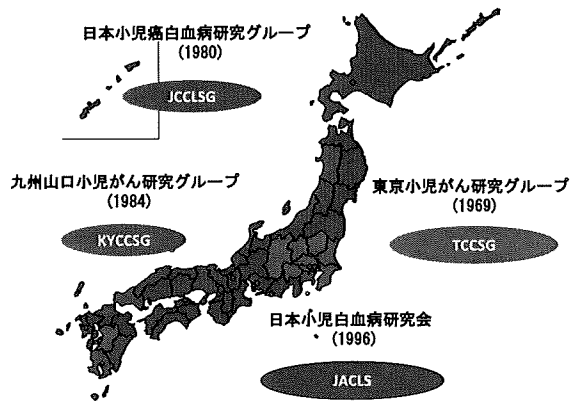 日本小児癌白血病研究グループ
(1980)
JCCLSG
九州山口小児がん研究グループ
(1984)
KYCCSG
東京小児がん研究グループ
(1969)
TCCSG
日本小児白血病研究会
(1996)
JACLS